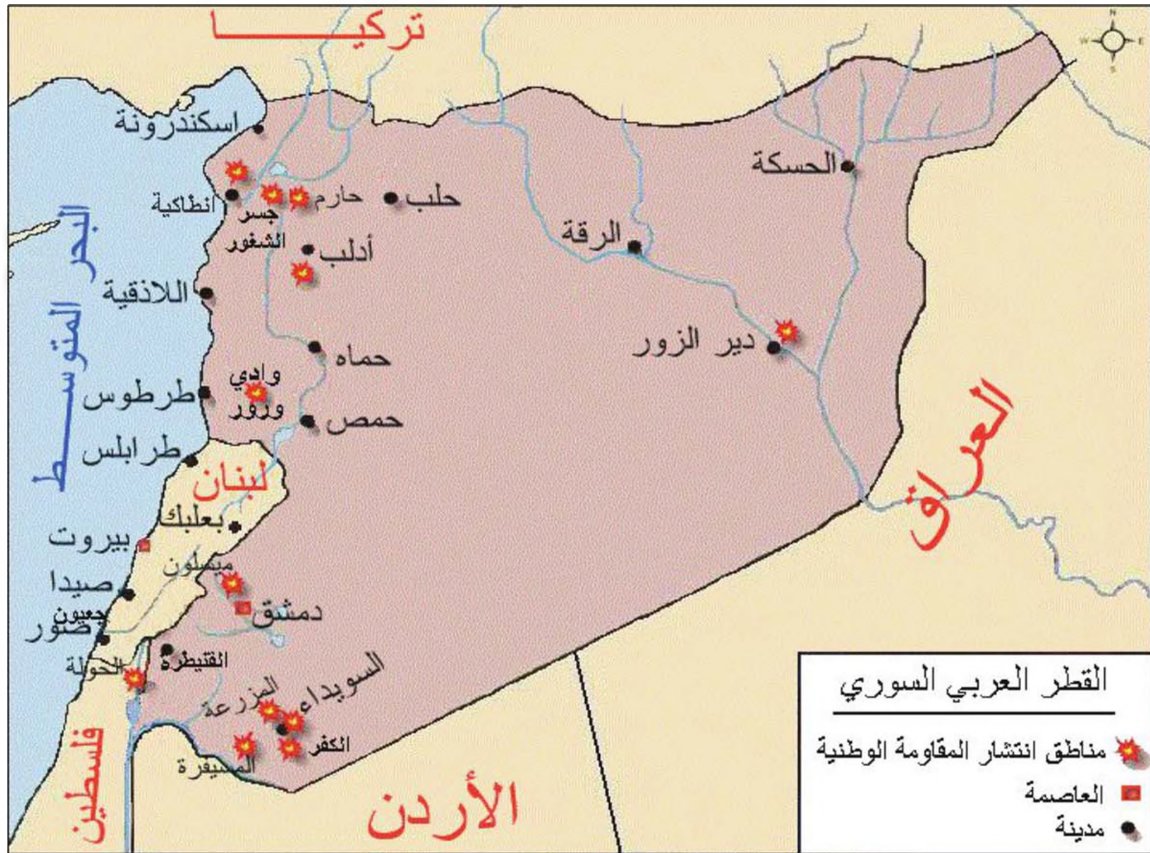 تركيا
N
W E
S
اسكندرونة
الحسكة
انطاكية
جسر
الشغور
حارم
حلب
الرقة
أدلب
البحر المتوسط
اللاذقية
حماه
دير الزور
وادي
ورور
طرطوس
حمص
طرابلس
لبنان
العراق
بعلبك
بيروت
ميسلون
صيدا
دمشق
صور
الحولة
القنيطرة
المزرعة
السويداء
الكفر
المسيفرة
فلسطين
الأردن
القطر العربي السوري
مناطق انتشار المقاومة الوطنية
العاصمة
مدينة